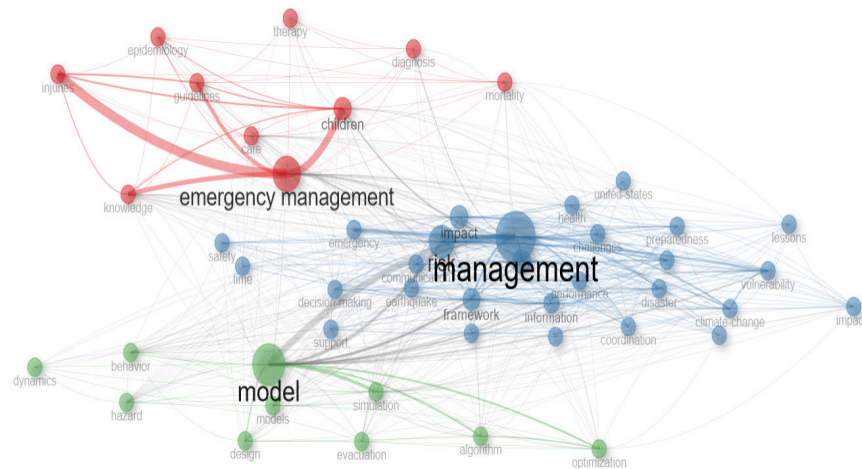 therapy
epidemiology
diagnosis
injuries
guidelines
mortality
children
care
emergency management
knowledge
united-states
health
impact
emergency
challenges
preparedness
lessons
safety
risk
management
time
vulnerability
decision-making
earthquake
performance
disaster
framework
information
climate-change
impacts
support
coordination
behavior
dynamics
model
simulation
hazard
models
design
evacuation
algorithm
optimization